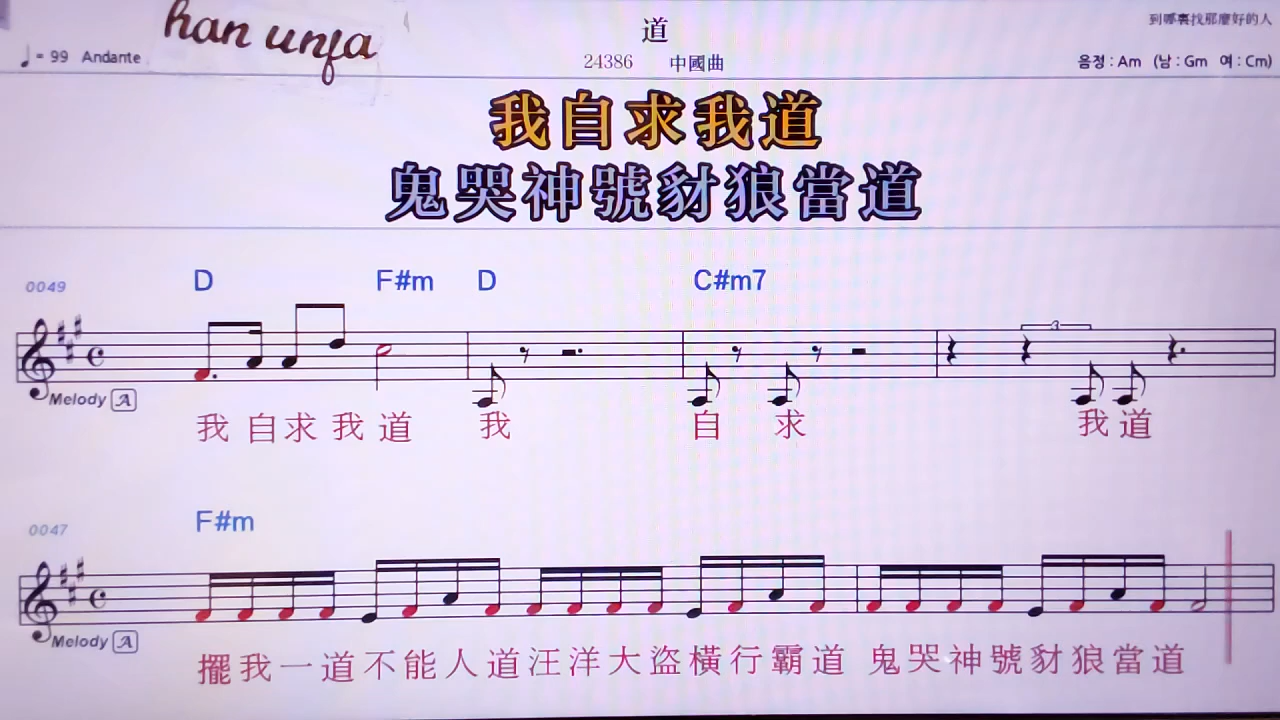 han unfa
道
到哪裏找那麼好的人
♩= 99 Andante
24386 中國曲
음정 : Am (남 : Gm 여 : Cm)
我自求我道
鬼哭神號豺狼當道
0049
D F#m D C#m7
3
Melody A
我自求我道我自求我道
0047
F#m
Melody A
擺我一道不能人道汪洋大盜橫行霸道 鬼哭神號豺狼當道